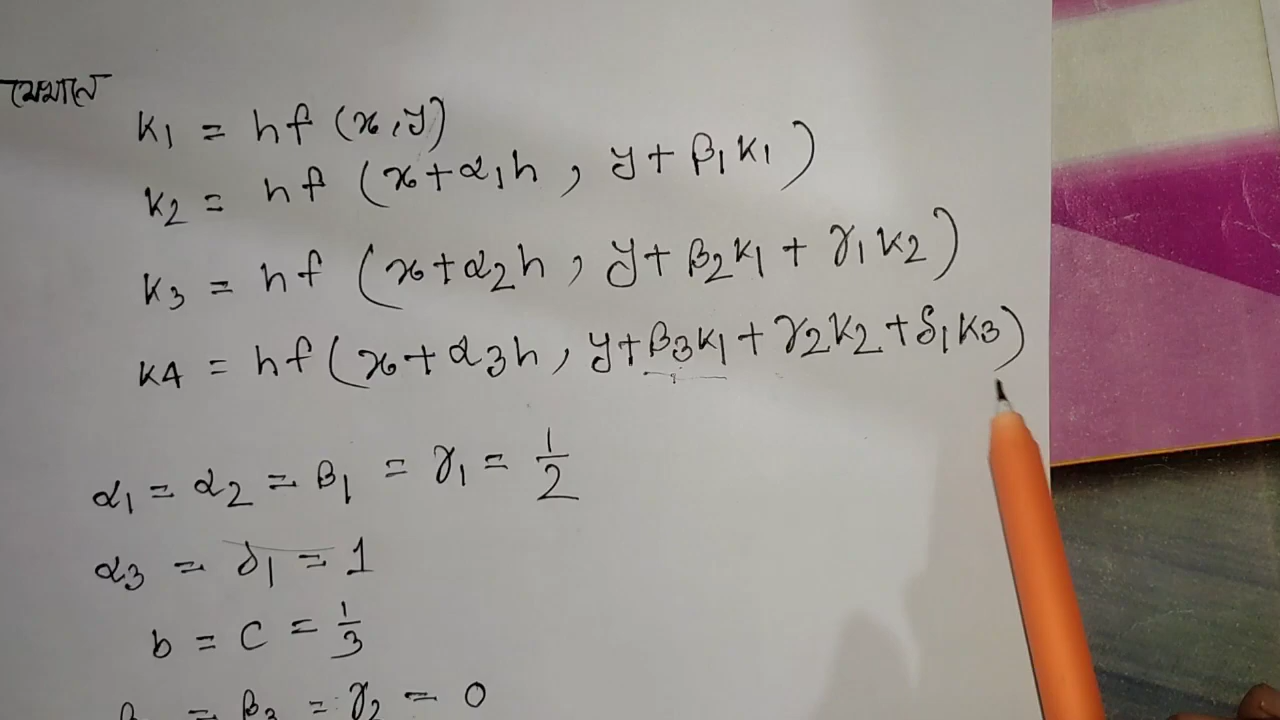 যেখানে
K1 = hf (x, y)
K2 = hf (x+α1h, y+β1K1)
K3 = hf (x+α2h, y+β2K1+γ1K2)
K4 = hf (x+α3h, y+β3K1+γ2K2+δ1K3)
α1 = α2 = β1 = γ1 = 1/2
α3 = δ1 = 1
b = c = 1/3
= β3 = γ2 = 0